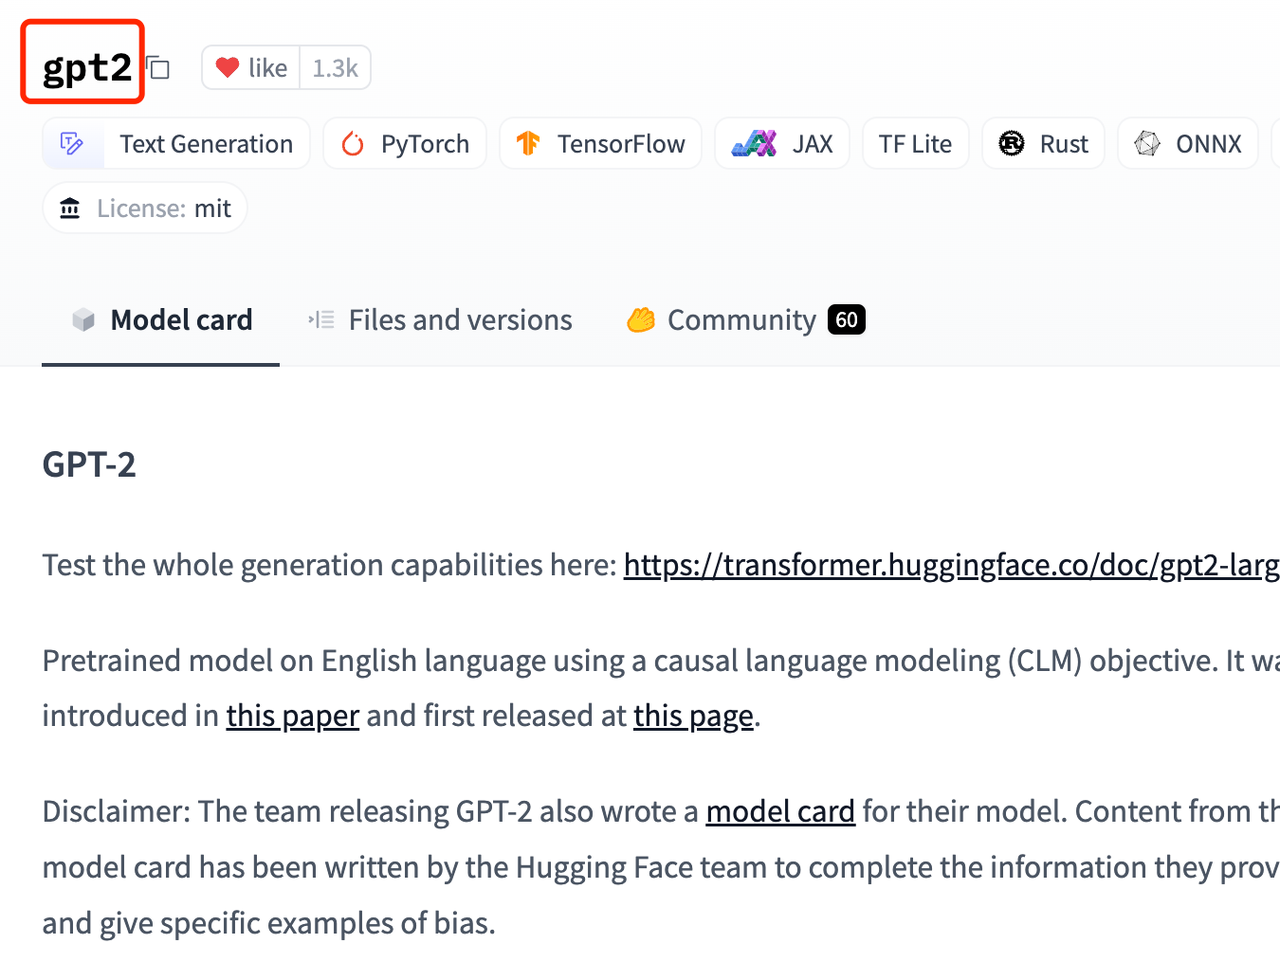 gpt2 like 1.3k
Text Generation PyTorch TensorFlow JAX TF Lite Rust ONNX
License: mit
Model card Files and versions Community 60
GPT-2
Test the whole generation capabilities here: https://transformer.huggingface.co/doc/gpt2-larg
Pretrained model on English language using a causal language modeling (CLM) objective. It wa
introduced in this paper and first released at this page.
Disclaimer: The team releasing GPT-2 also wrote a model card for their model. Content from th
model card has been written by the Hugging Face team to complete the information they prov
and give specific examples of bias.